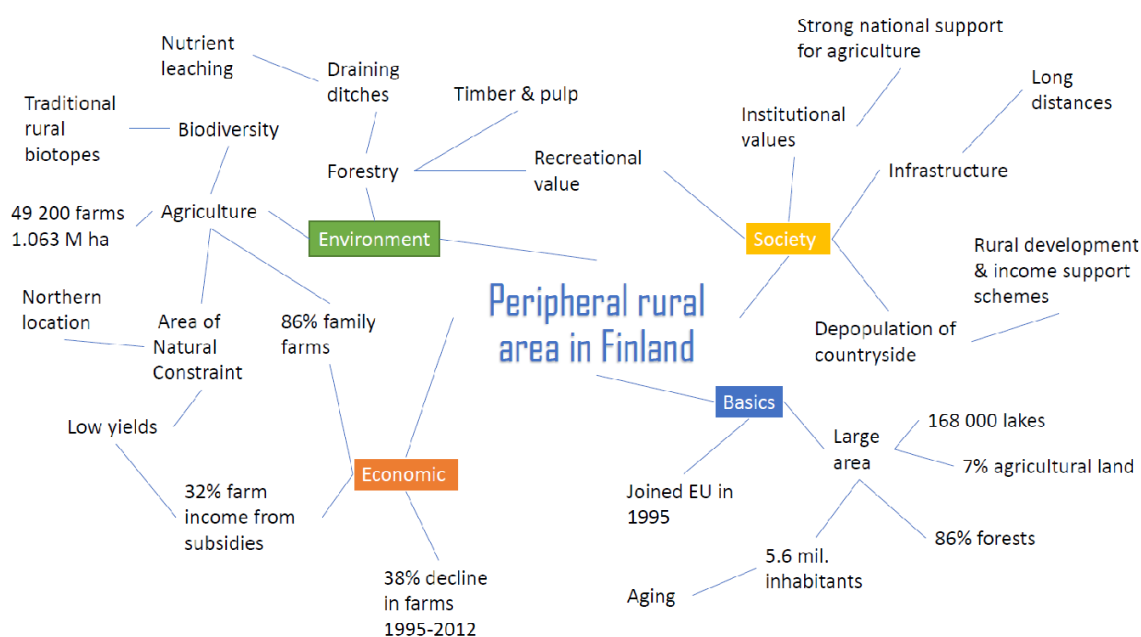 Strong national support
for agriculture
Nutrient
leaching
Draining
ditches
Long
distances
Timber & pulp
Traditional
rural
biotopes
Biodiversity
Institutional
values
Forestry
Recreational
value
Infrastructure
49 200 farms
1.063 M ha
Agriculture
Environment
Society
Rural development
& income support
schemes
Peripheral rural
area in Finland
Northern
location
Area of
Natural
Constraint
86% family
farms
Depopulation of
countryside
Basics
Low yields
Large
area
168 000 lakes
7% agricultural land
Economic
32% farm
income from
subsidies
Joined EU in
1995
86% forests
5.6 mil.
inhabitants
38% decline
in farms
1995-2012
Aging